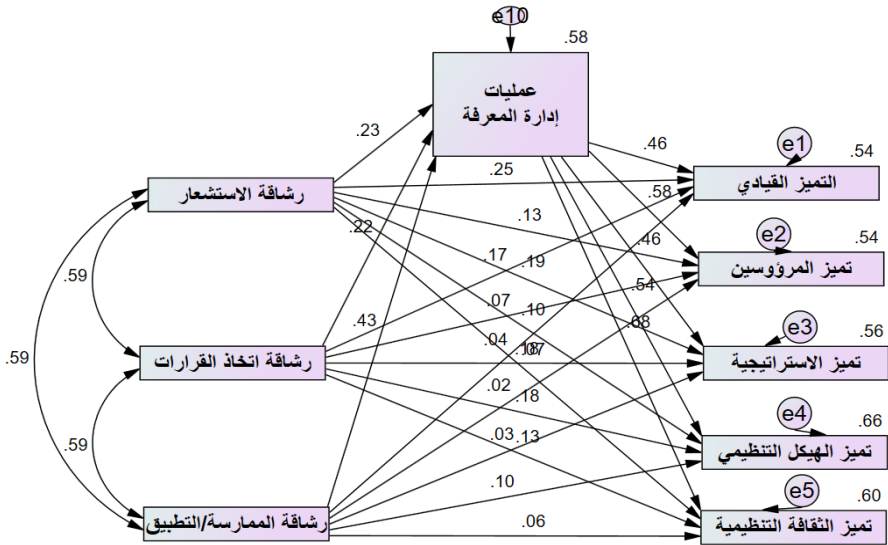 e10
.58
عمليات
إدارة المعرفة
.23
.46
e1
.54
.25
رشاقة الاستشعار
.58
التميز القيادي
.22
.13
.46
e2
.54
.17
.19
تميز المرؤوسين
.59
.54
.07
.10
.68
e3
.56
.59
.43
.04
.07
رشاقة اتخاذ القرارات
تميز الاستراتيجية
.02
.18
e4
.66
.59
.03
.13
تميز الهيكل التنظيمي
.10
e5
.60
رشاقة الممارسة/التطبيق
.06
تميز الثقافة التنظيمية